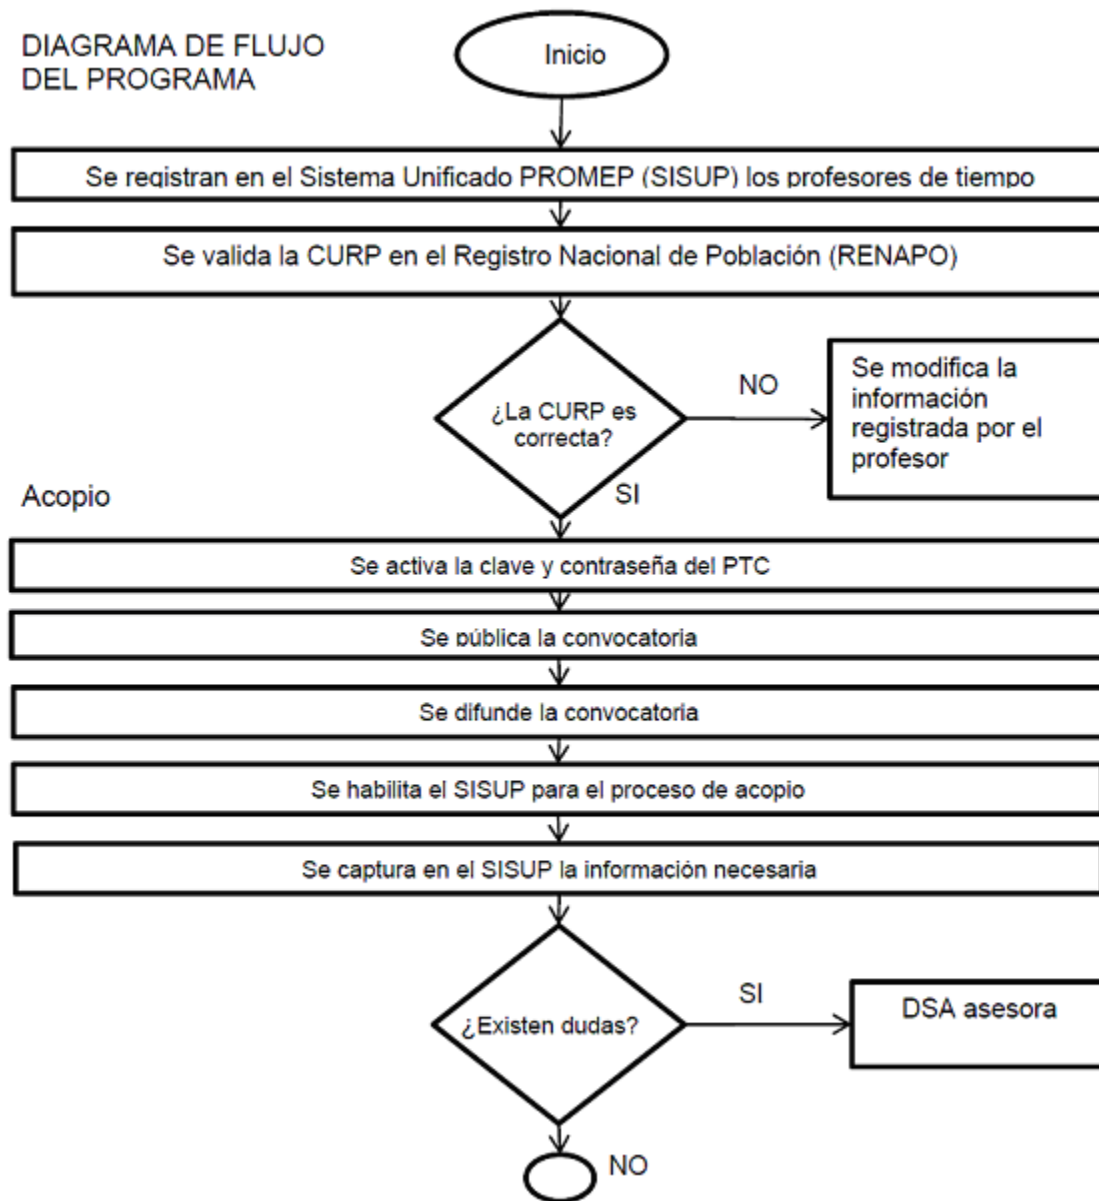 DIAGRAMA DE FLUJO
DEL PROGRAMA
Inicio
Se registran en el Sistema Unificado PROMEP (SISUP) los profesores de tiempo
Se valida la CURP en el Registro Nacional de Población (RENAPO)
¿La CURP es
correcta?
NO
Se modifica la
información
registrada por el
profesor
SI
Acopio
Se activa la clave y contraseña del PTC
Se pública la convocatoria
Se difunde la convocatoria
Se habilita el SISUP para el proceso de acopio
Se captura en el SISUP la información necesaria
¿Existen dudas?
SI
DSA asesora
NO